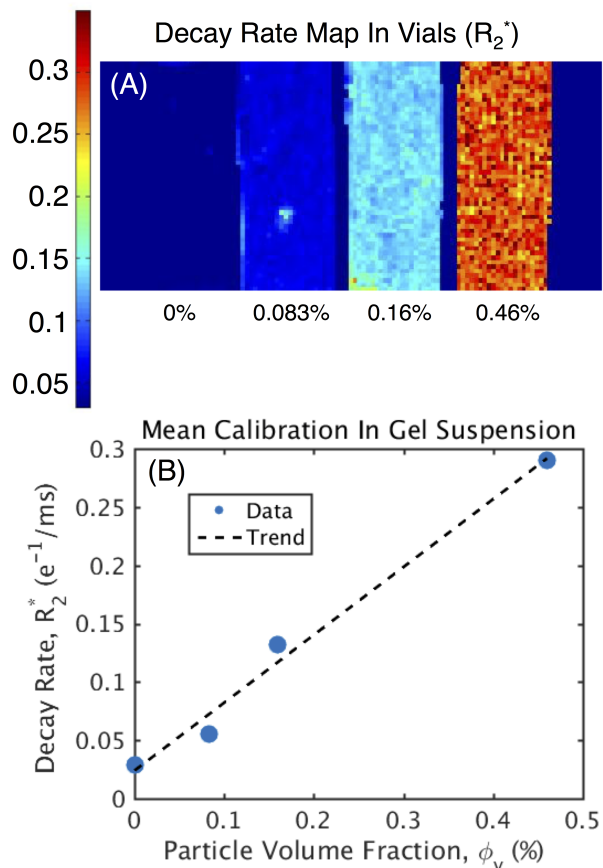 Decay Rate Map In Vials (R₂*)
(A)
0.3
0.25
0.2
0.15
0.1
0.05
0% 0.083% 0.16% 0.46%
Mean Calibration In Gel Suspension
(B)
Data
Trend
Decay Rate, R₂* (e⁻¹/ms)
0.3
0.25
0.2
0.15
0.1
0.05
0
0 0.1 0.2 0.3 0.4 0.5
Particle Volume Fraction, ϕᵥ (%)